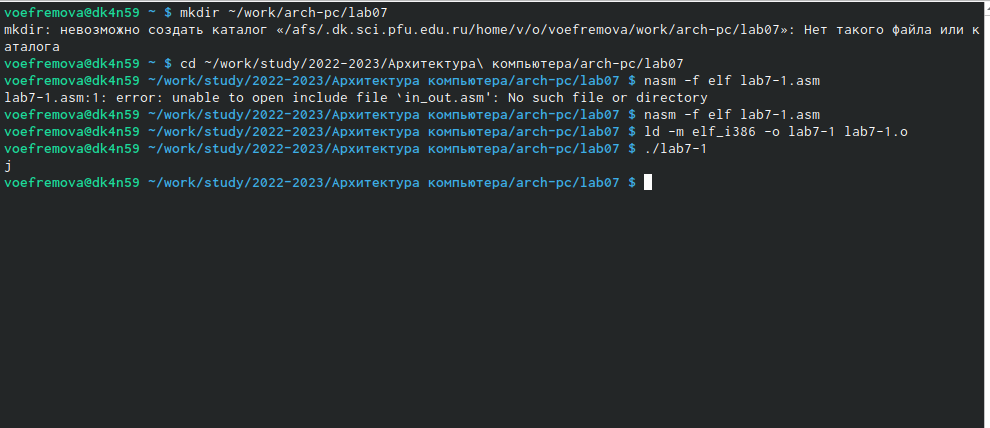 voefremova@dk4n59 ~ $ mkdir ~/work/arch-pc/lab07
mkdir: невозможно создать каталог «/afs/.dk.sci.pfu.edu.ru/home/v/o/voefremova/work/arch-pc/lab07»: Нет такого файла или к
аталога
voefremova@dk4n59 ~ $ cd ~/work/study/2022-2023/Архитектура\ компьютера/arch-pc/lab07
voefremova@dk4n59 ~/work/study/2022-2023/Архитектура компьютера/arch-pc/lab07 $ nasm -f elf lab7-1.asm
lab7-1.asm:1: error: unable to open include file `in_out.asm': No such file or directory
voefremova@dk4n59 ~/work/study/2022-2023/Архитектура компьютера/arch-pc/lab07 $ nasm -f elf lab7-1.asm
voefremova@dk4n59 ~/work/study/2022-2023/Архитектура компьютера/arch-pc/lab07 $ ld -m elf_i386 -o lab7-1 lab7-1.o
voefremova@dk4n59 ~/work/study/2022-2023/Архитектура компьютера/arch-pc/lab07 $ ./lab7-1
j
voefremova@dk4n59 ~/work/study/2022-2023/Архитектура компьютера/arch-pc/lab07 $